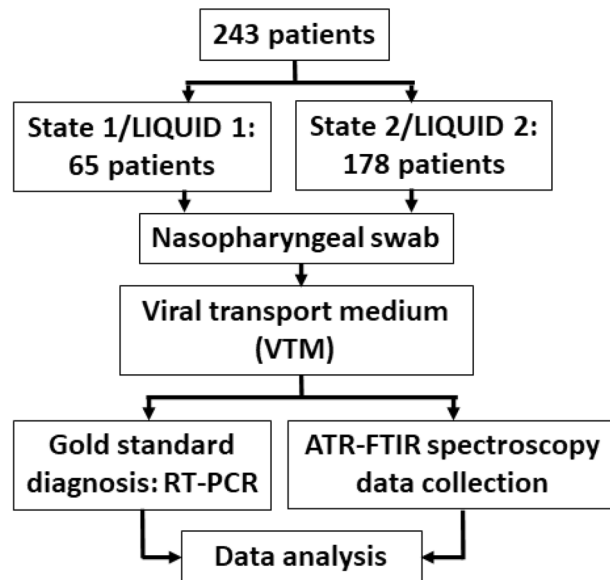 243 patients
State 1/LIQUID 1:
65 patients
State 2/LIQUID 2:
178 patients
Nasopharyngeal swab
Viral transport medium
(VTM)
Gold standard
diagnosis: RT-PCR
ATR-FTIR spectroscopy
data collection
Data analysis